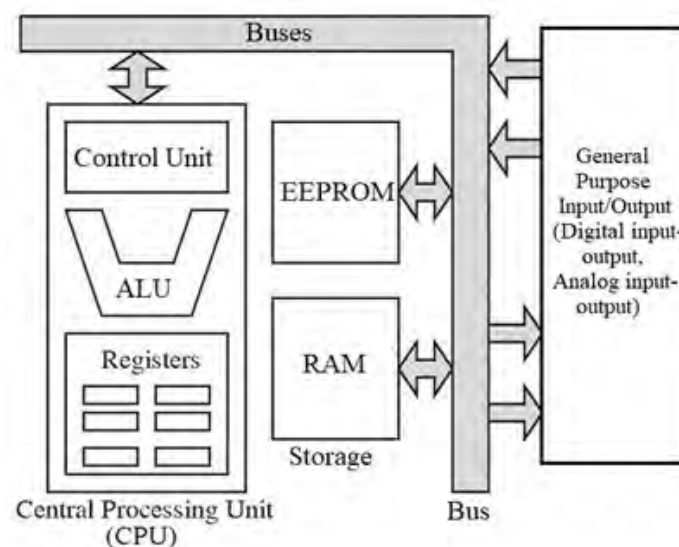 Buses
Control Unit
ALU
Registers
Central Processing Unit
(CPU)
EEPROM
RAM
Storage
Bus
General
Purpose
Input/Output
(Digital input-
output,
Analog input-
output)